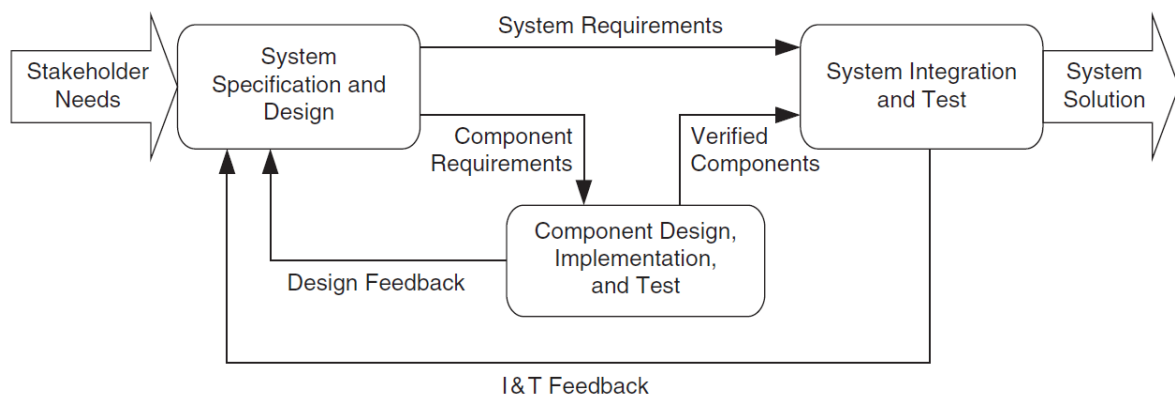 Stakeholder
Needs
System
Specification and
Design
System Requirements
System Integration
and Test
System
Solution
Component
Requirements
Verified
Components
Component Design,
Implementation,
and Test
Design Feedback
I&T Feedback